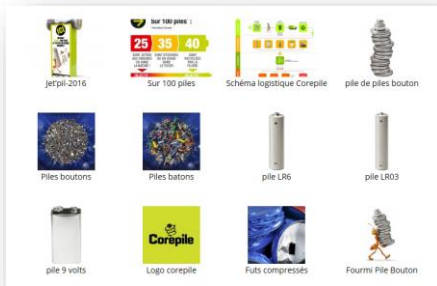 Jet'pil-2016
Sur 100 piles :
25 35 40
Sur 100 piles
Schéma logistique Corepile
pile de piles bouton
Piles boutons
Piles batons
pile LR6
pile LR03
pile 9 volts
Corepile
Logo corepile
Futs compressés
Fourmi Pile Bouton